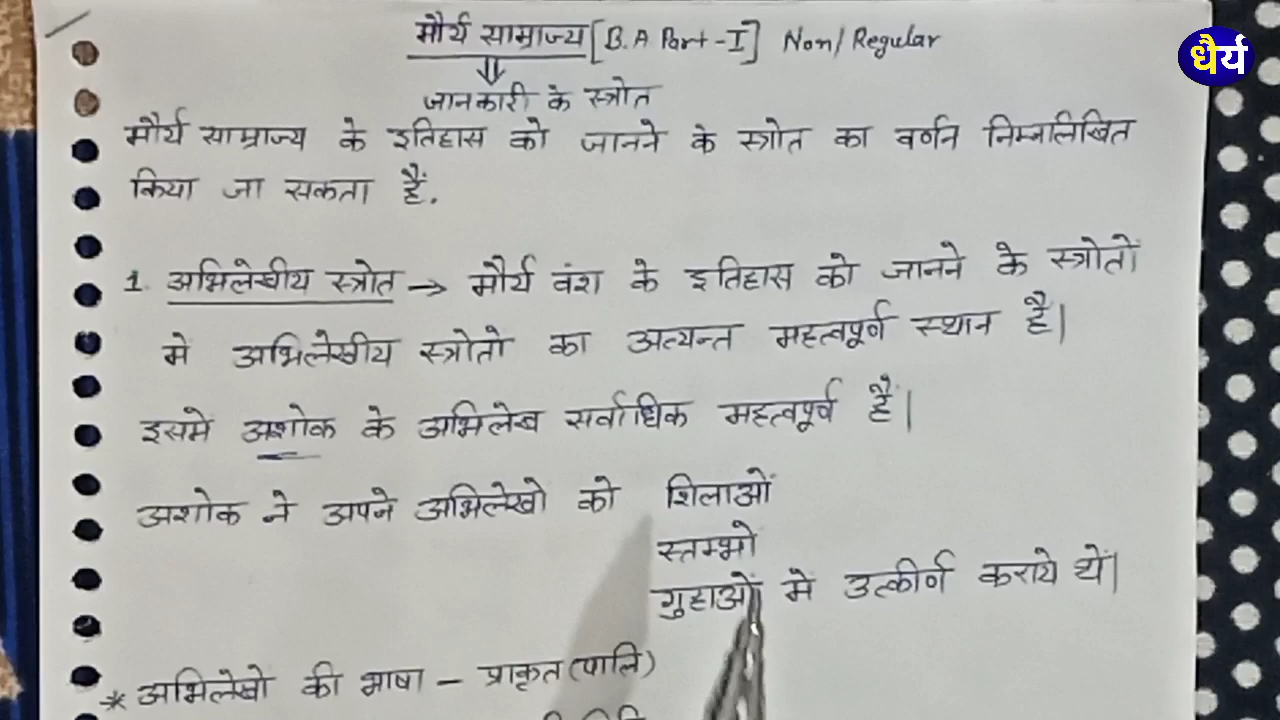 मौर्य साम्राज्य [B.A Part-I] Non/Regular
धैर्य
⇓
जानकारी के स्त्रोत
मौर्य साम्राज्य के इतिहास को जानने के स्त्रोत का वर्णन निम्नलिखित
किया जा सकता हैं.
1. अभिलेखीय स्त्रोत → मौर्य वंश के इतिहास को जानने के स्त्रोतों
मे अभिलेखीय स्त्रोतो का अत्यन्त महत्वपूर्ण स्थान है|
इसमे अशोक के अभिलेख सर्वाधिक महत्वपूर्व हैं|
अशोक ने अपने अभिलेखो को शिलाओं
स्तम्भो
गुहाओं मे उत्कीर्ण कराये थें|
* अभिलेखो की भाषा – प्राकृत (पालि)